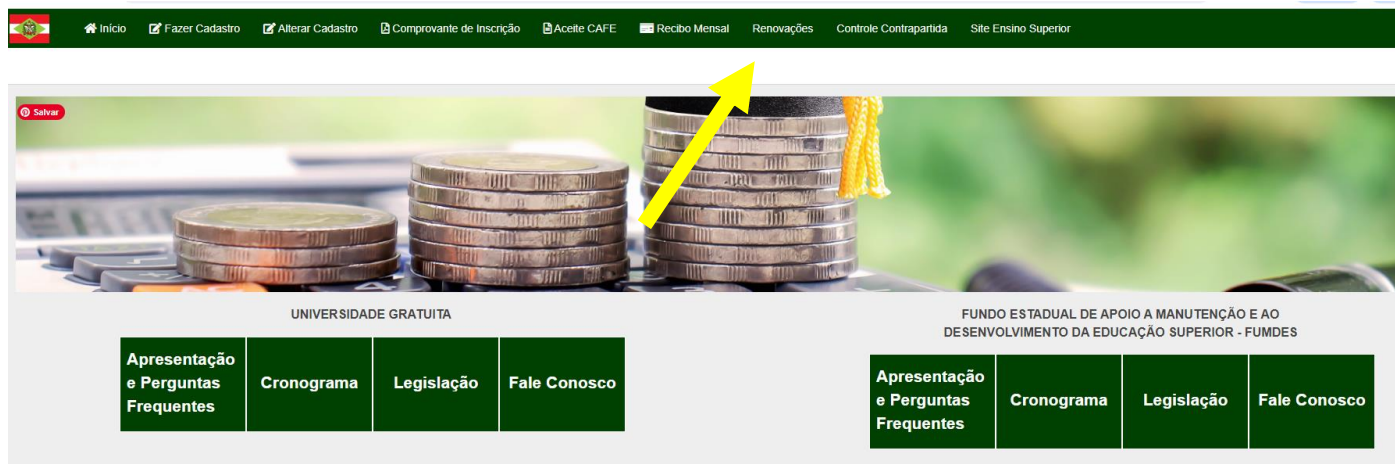 Início Fazer Cadastro Alterar Cadastro Comprovante de Inscrição Aceite CAFE Recibo Mensal Renovações Controle Contrapartida Site Ensino Superior
Salvar
UNIVERSIDADE GRATUITA
Apresentação
e Perguntas
Frequentes
Cronograma
Legislação
Fale Conosco
FUNDO ESTADUAL DE APOIO A MANUTENÇÃO E AO
DESENVOLVIMENTO DA EDUCAÇÃO SUPERIOR - FUMDES
Apresentação
e Perguntas
Frequentes
Cronograma
Legislação
Fale Conosco